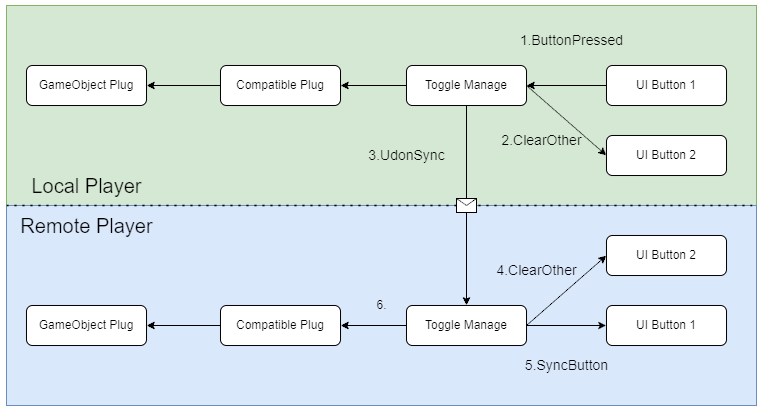 1.ButtonPressed
GameObject Plug
Compatible Plug
Toggle Manage
UI Button 1
2.ClearOther
3.UdonSync
UI Button 2
Local Player
Remote Player
UI Button 2
4.ClearOther
6.
GameObject Plug
Compatible Plug
Toggle Manage
UI Button 1
5.SyncButton